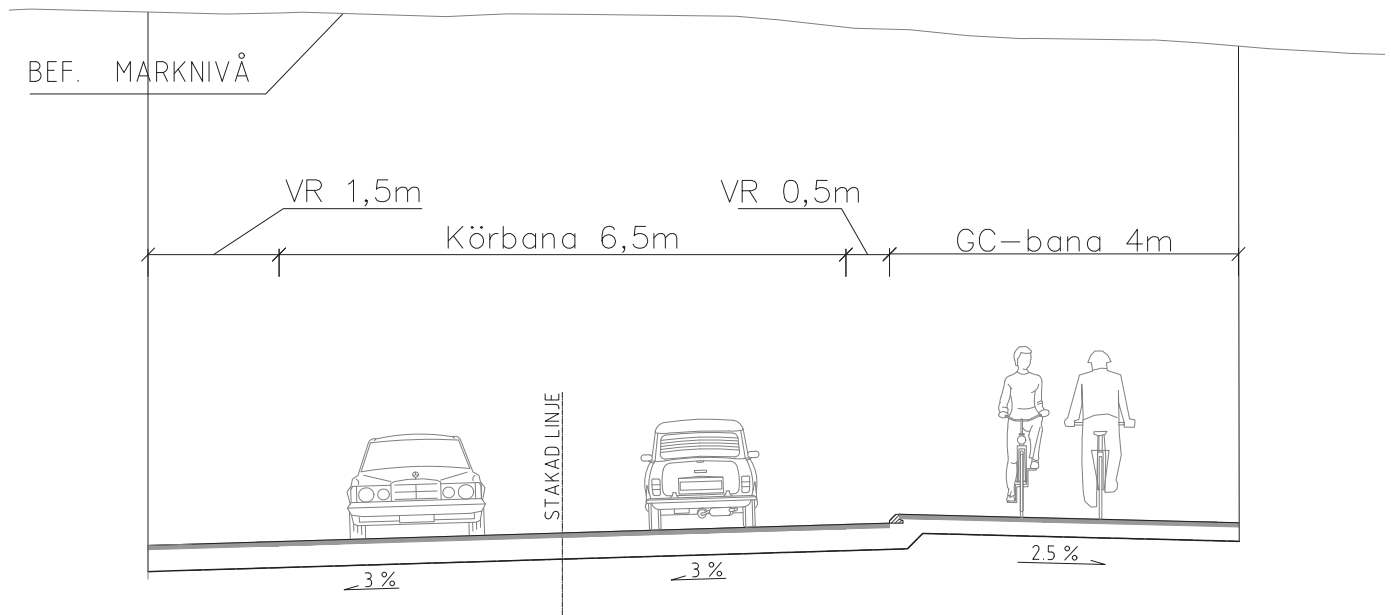 BEF. MARKNIVÅ
VR 1,5m
VR 0,5m
Körbana 6,5m
GC-bana 4m
STAKAD LINJE
3 %
3 %
2.5 %